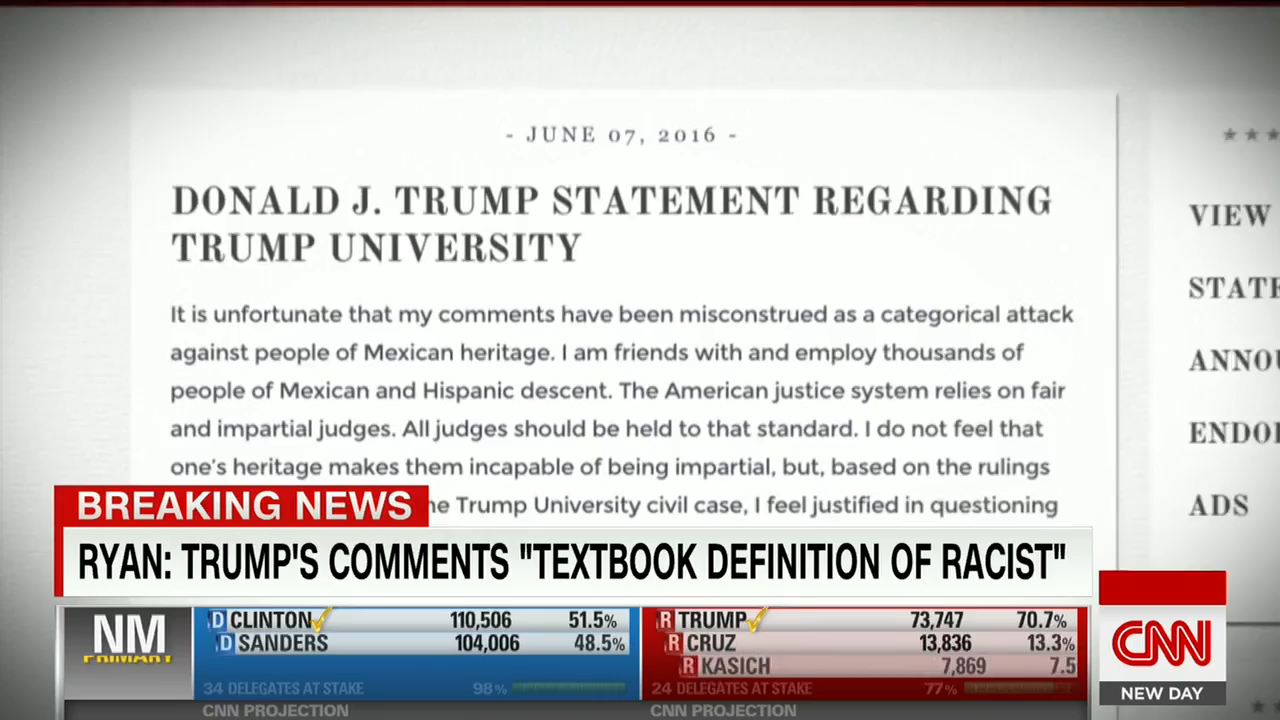 - JUNE 07, 2016 -
DONALD J. TRUMP STATEMENT REGARDING
TRUMP UNIVERSITY
It is unfortunate that my comments have been misconstrued as a categorical attack
against people of Mexican heritage. I am friends with and employ thousands of
people of Mexican and Hispanic descent. The American justice system relies on fair
and impartial judges. All judges should be held to that standard. I do not feel that
one's heritage makes them incapable of being impartial, but, based on the rulings
Trump University civil case, I feel justified in questioning
VIEW
ADS
BREAKING NEWS
RYAN: TRUMP'S COMMENTS "TEXTBOOK DEFINITION OF RACIST"
NM
PRIMARY
D CLINTON 110,506 51.5%
D SANDERS 104,006 48.5%
34 DELEGATES AT STAKE 98%
CNN PROJECTION
R TRUMP 73,747 70.7%
R CRUZ 13,836 13.3%
R KASICH 7,869 7.5
24 DELEGATES AT STAKE 77%
CNN PROJECTION
CNN
NEW DAY